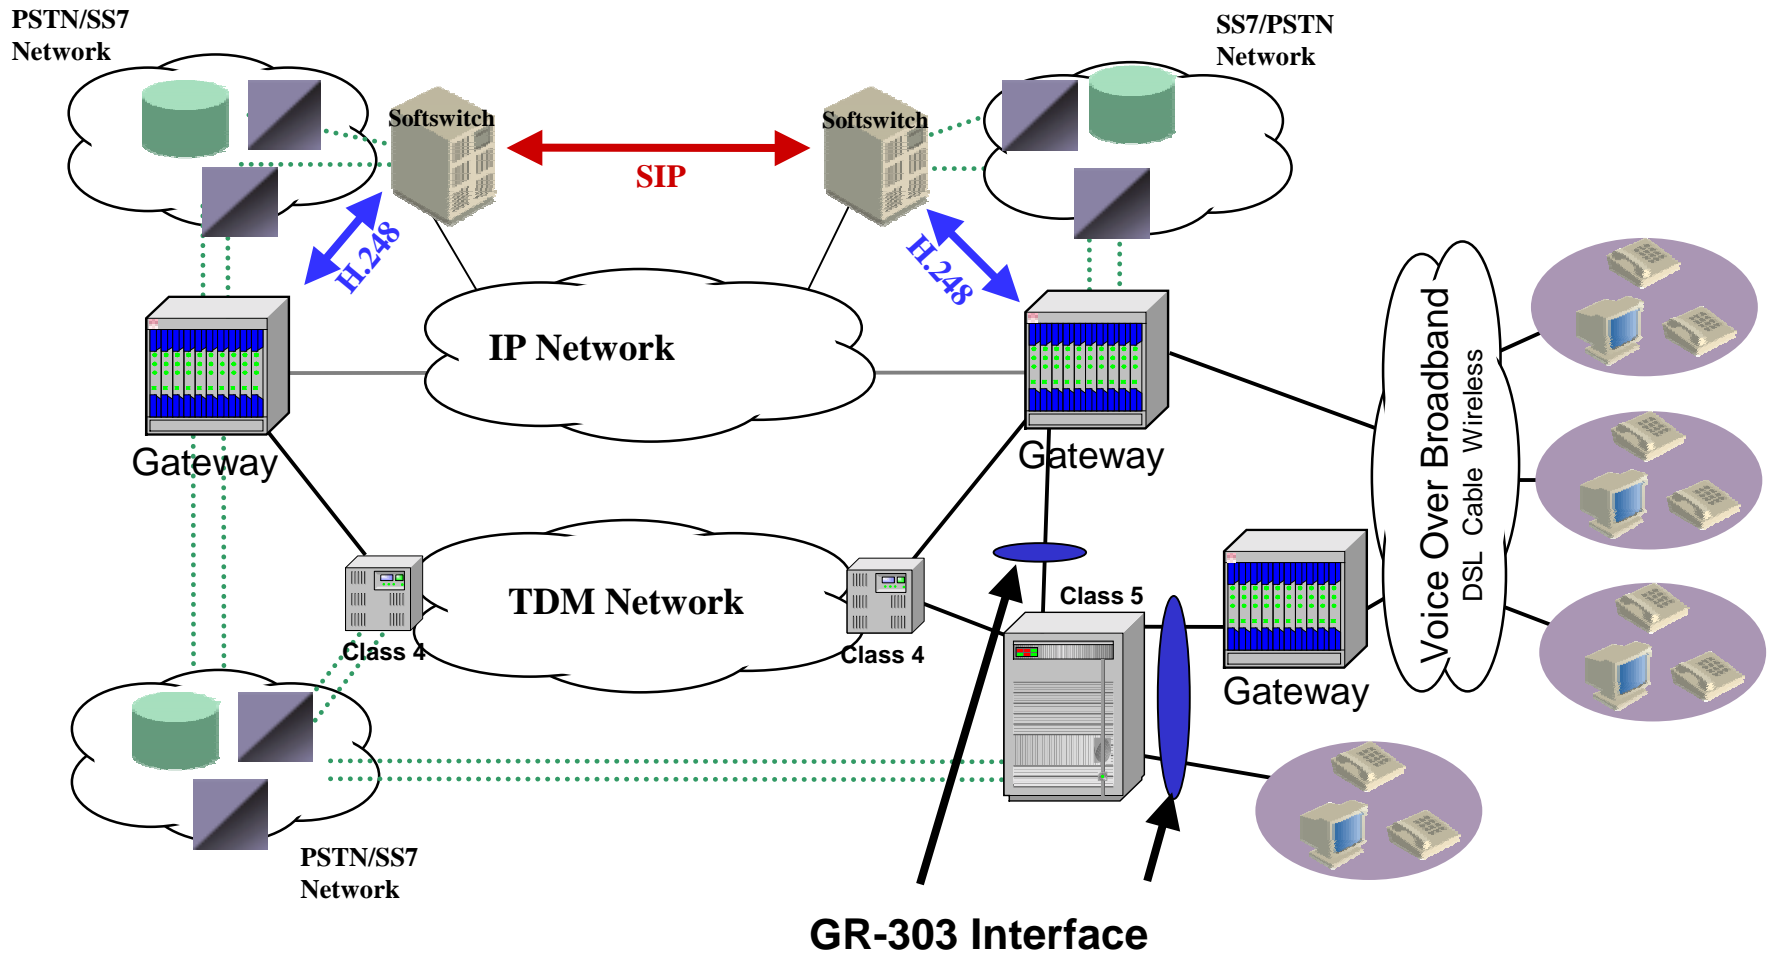 PSTN/SS7
Network
SS7/PSTN
Network
Softswitch
Softswitch
SIP
H.248
H.248
IP Network
Gateway
Gateway
Voice Over Broadband
DSL Cable Wireless
TDM Network
Class 5
Class 4
Class 4
Gateway
PSTN/SS7
Network
GR-303 Interface